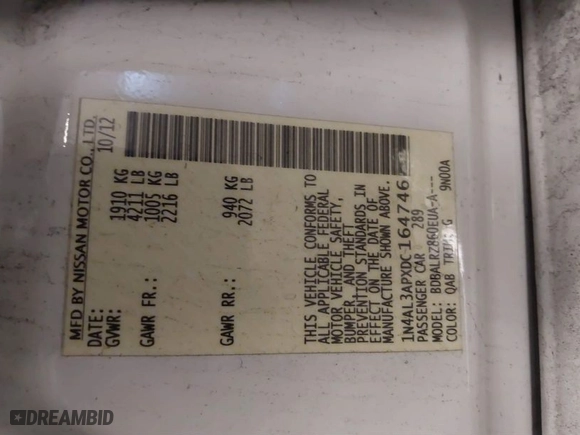 MFD BY NISSAN MOTOR CO., LTD.
DATE: 10/12
GVWR: 1910 KG
4211 LB
GAWR FR.: 1005 KG
2216 LB
GAWR RR.: 940 KG
2072 LB
THIS VEHICLE CONFORMS TO
ALL APPLICABLE FEDERAL
MOTOR VEHICLE SAFETY,
BUMPER, AND THEFT
PREVENTION STANDARDS IN
EFFECT ON THE DATE OF
MANUFACTURE SHOWN ABOVE.
1N4AL3APXDC164746
PASSENGER CAR 289
MODEL: BDBALRZ860EUA-A---
COLOR: QAB TRIM: G 9N00A
DREAMBID